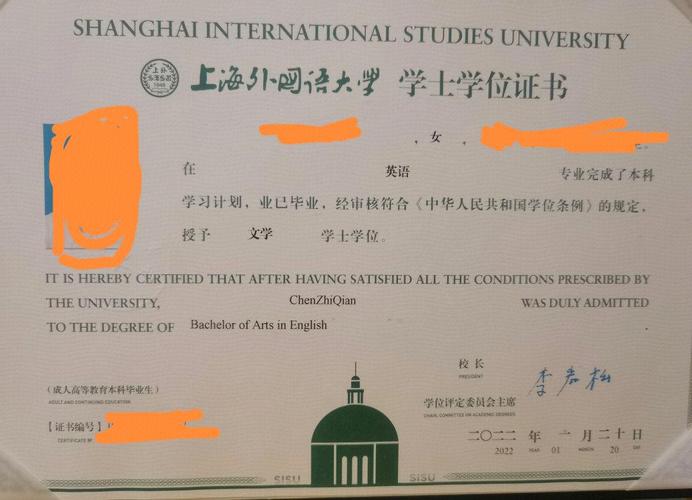 SHANGHAI INTERNATIONAL STUDIES UNIVERSITY
上海外国语大学 学士学位证书
，女，
在 英语 专业完成了本科
学习计划，业已毕业，经审核符合《中华人民共和国学位条例》的规定，
授予 文学 学士学位。
IT IS HEREBY CERTIFIED THAT AFTER HAVING SATISFIED ALL THE CONDITIONS PRESCRIBED BY
THE UNIVERSITY, ChenZhiQian WAS DULY ADMITTED
TO THE DEGREE OF Bachelor of Arts in English .
校长
PRESIDENT
李岩松
学位评定委员会主席
CHAIR, COMMITTEE ON ACADEMIC DEGREES
（成人高等教育本科毕业生）
ADULT AND CONTINUING EDUCATION
【证书编号】
CERTIFICATE №
二〇二二 年 一 月 二十 日
2022 YEAR 01 MONTH 20 DAY
SISU SISU